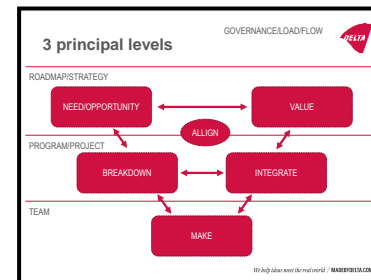 GOVERNANCE/LOAD/FLOW
DELTA
3 principal levels
ROADMAP/STRATEGY
NEED/OPPORTUNITY
VALUE
ALLIGN
PROGRAM/PROJECT
BREAKDOWN
INTEGRATE
TEAM
MAKE
We help ideas meet the real world / MADEBYDELTA.COM